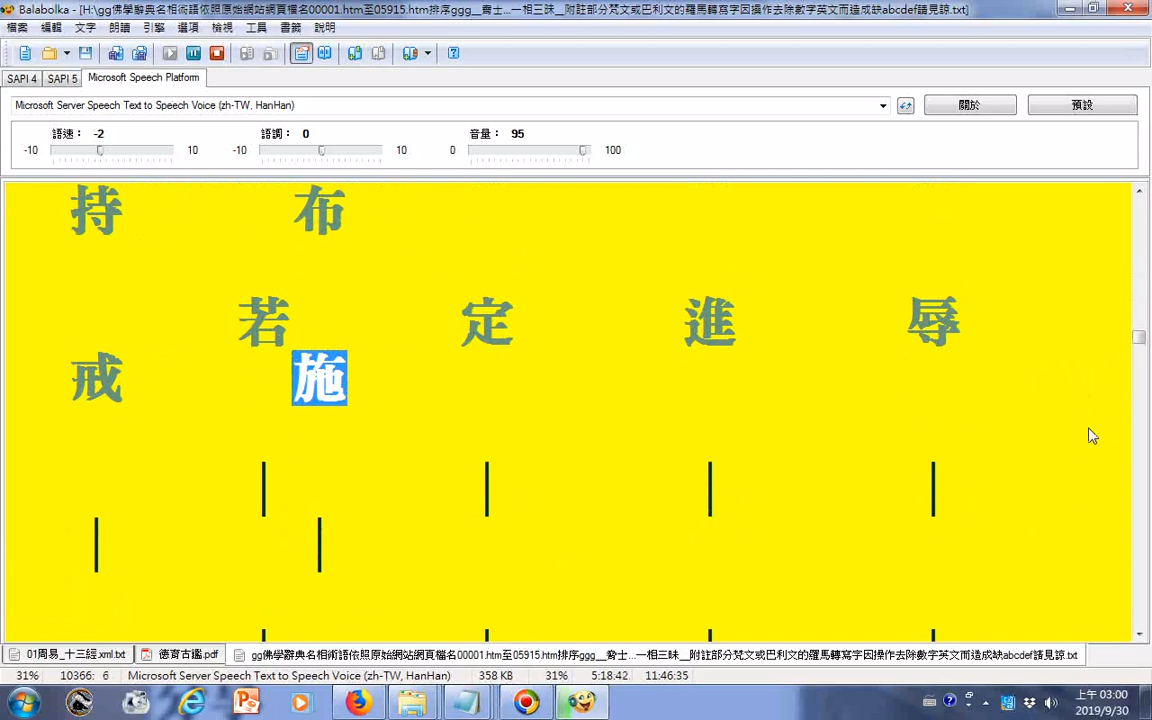 Balabolka - [H:\gg佛學辭典名相術語依照原始網站網頁檔名00001.htm至05915.htm排序ggg__賫士...一相三昧__附註部分梵文或巴利文的羅馬轉寫字因操作去除數字英文而造成缺abcdef請見諒.txt]
檔案 編輯 文字 朗讀 引擎 選項 檢視 工具 書籤 說明
SAPI 4 SAPI 5 Microsoft Speech Platform
Microsoft Server Speech Text to Speech Voice (zh-TW, HanHan) 關於 預設
語速： -2 語調： 0 音量： 95
-10 10 -10 10 0 100
持 布
若 定 進 辱
戒 施
01周易_十三經.xml.txt 德育古鑑.pdf gg佛學辭典名相術語依照原始網站網頁檔名00001.htm至05915.htm排序ggg__賫士...一相三昧__附註部分梵文或巴利文的羅馬轉寫字因操作去除數字英文而造成缺abcdef請見諒.txt
31% 10366: 6 Microsoft Server Speech Text to Speech Voice (zh-TW, HanHan) 358 KB 31% 5:18:42 11:46:35
上午 03:00
2019/9/30